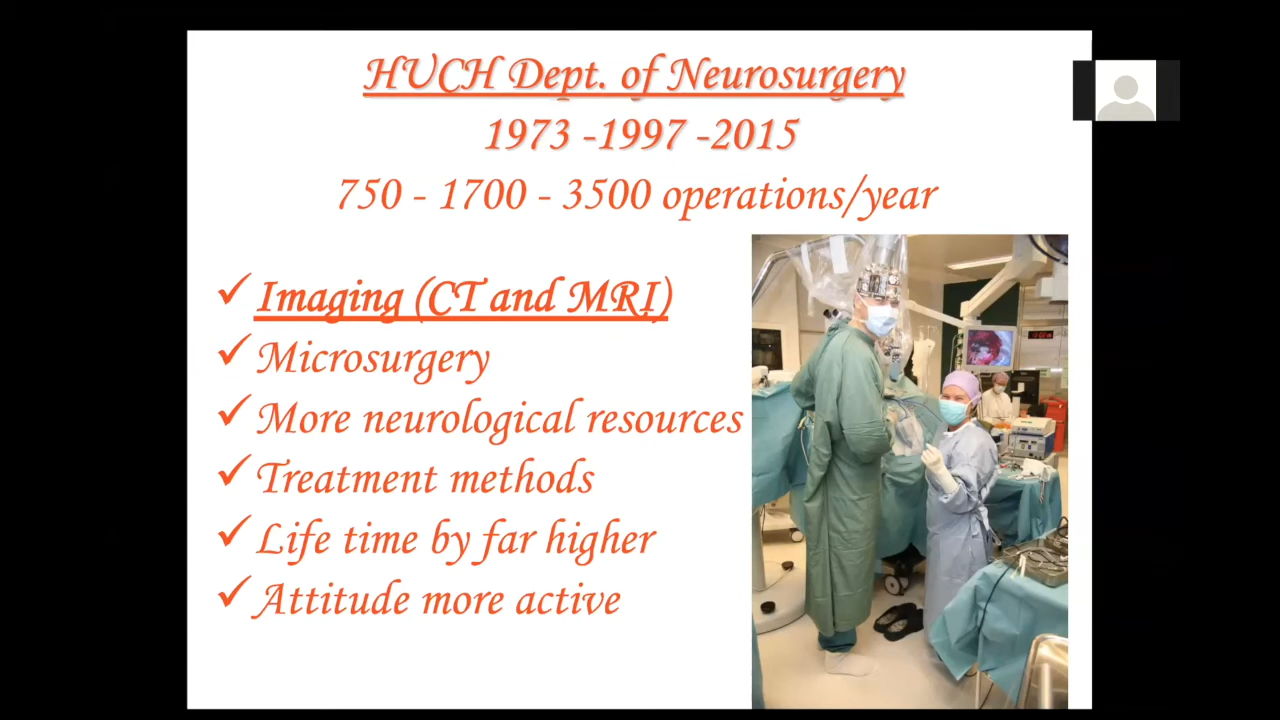 HUCH Dept. of Neurosurgery
1973 -1997 -2015
750 - 1700 - 3500 operations/year
Imaging (CT and MRI)
Microsurgery
More neurological resources
Treatment methods
Life time by far higher
Attitude more active